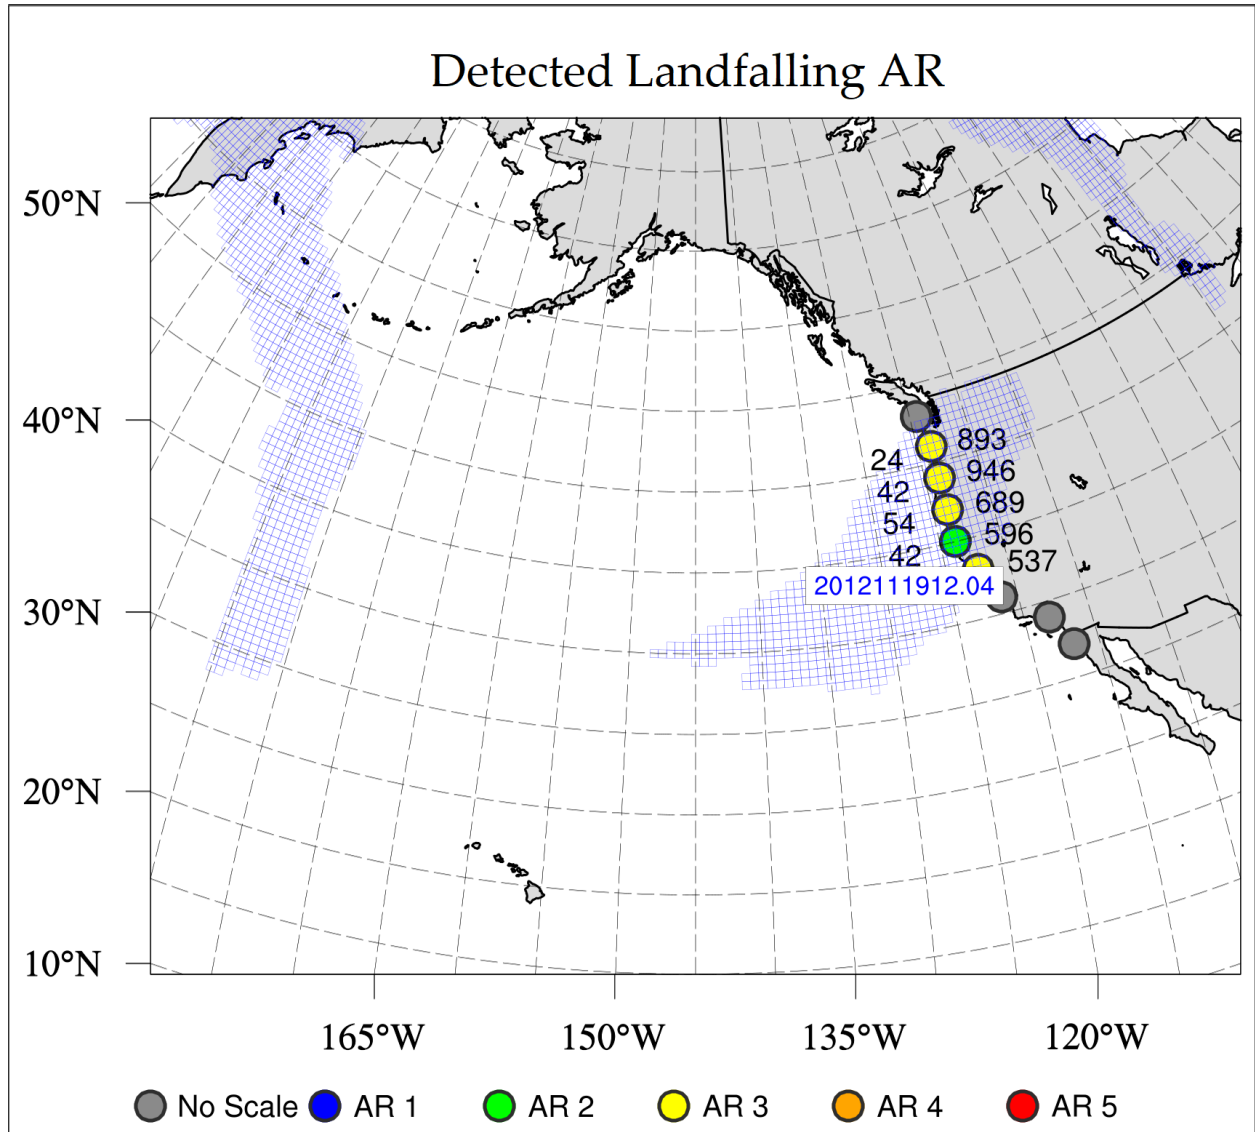 Detected Landfalling AR
50°N
40°N
30°N
20°N
10°N
893
24
946
42
689
54
596
42
537
2012111912.04
165°W 150°W 135°W 120°W
No Scale AR 1 AR 2 AR 3 AR 4 AR 5